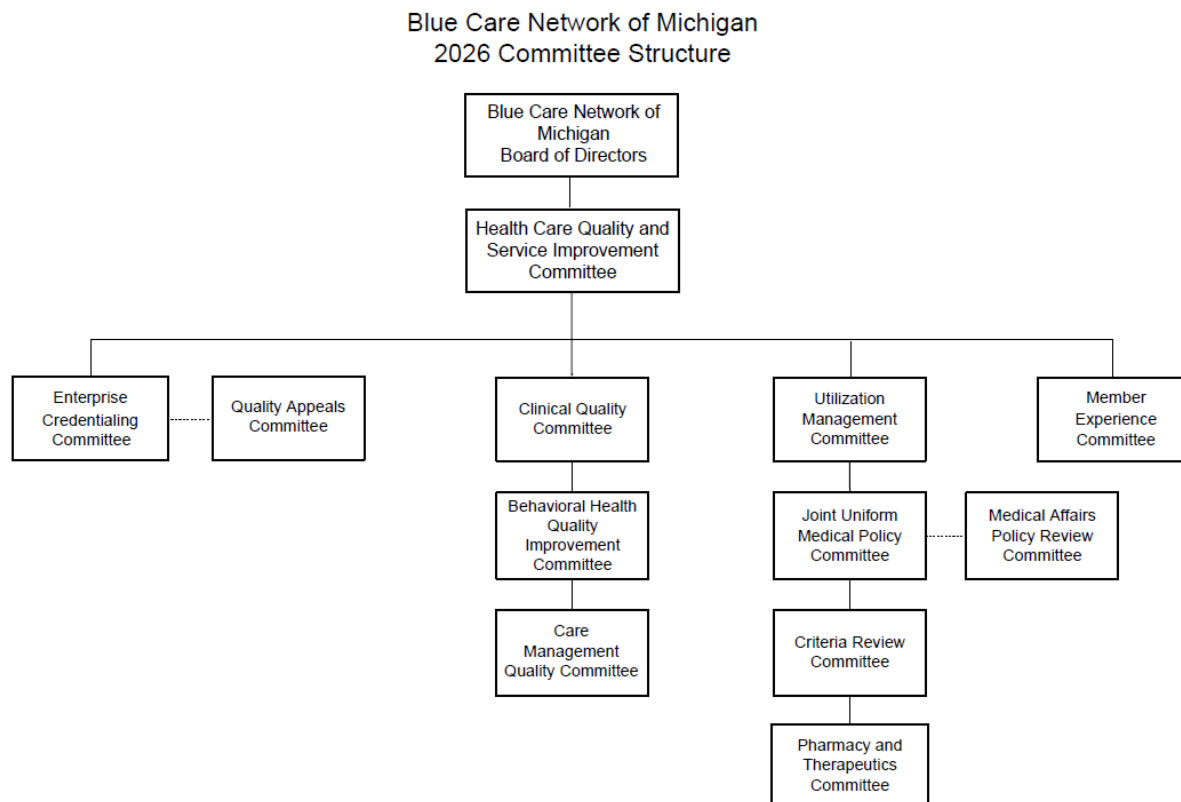 Blue Care Network of Michigan
2026 Committee Structure
Blue Care Network of
Michigan
Board of Directors
Health Care Quality and
Service Improvement
Committee
Enterprise
Credentialing
Committee
Quality Appeals
Committee
Clinical Quality
Committee
Utilization
Management
Committee
Member
Experience
Committee
Behavioral Health
Quality
Improvement
Committee
Joint Uniform
Medical Policy
Committee
Medical Affairs
Policy Review
Committee
Care
Management
Quality Committee
Criteria Review
Committee
Pharmacy and
Therapeutics
Committee